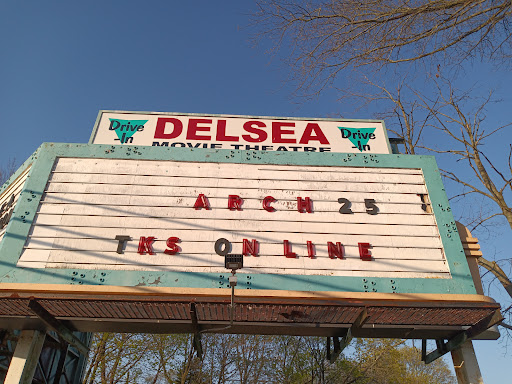 Drive In DELSEA Drive In
MOVIE THEATRE
ARCH 25
TKS ON LINE